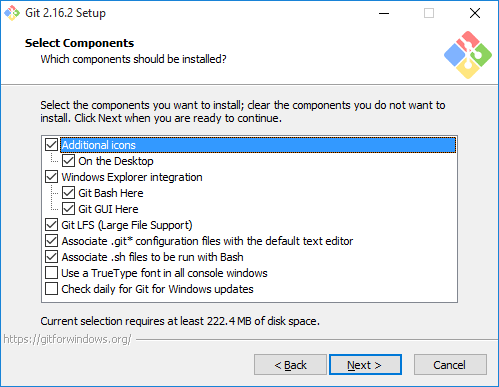 Git 2.16.2 Setup
Select Components
Which components should be installed?
Select the components you want to install; clear the components you do not want to
install. Click Next when you are ready to continue.
Additional icons
On the Desktop
Windows Explorer integration
Git Bash Here
Git GUI Here
Git LFS (Large File Support)
Associate .git* configuration files with the default text editor
Associate .sh files to be run with Bash
Use a TrueType font in all console windows
Check daily for Git for Windows updates
Current selection requires at least 222.4 MB of disk space.
https://gitforwindows.org/
< Back
Next >
Cancel